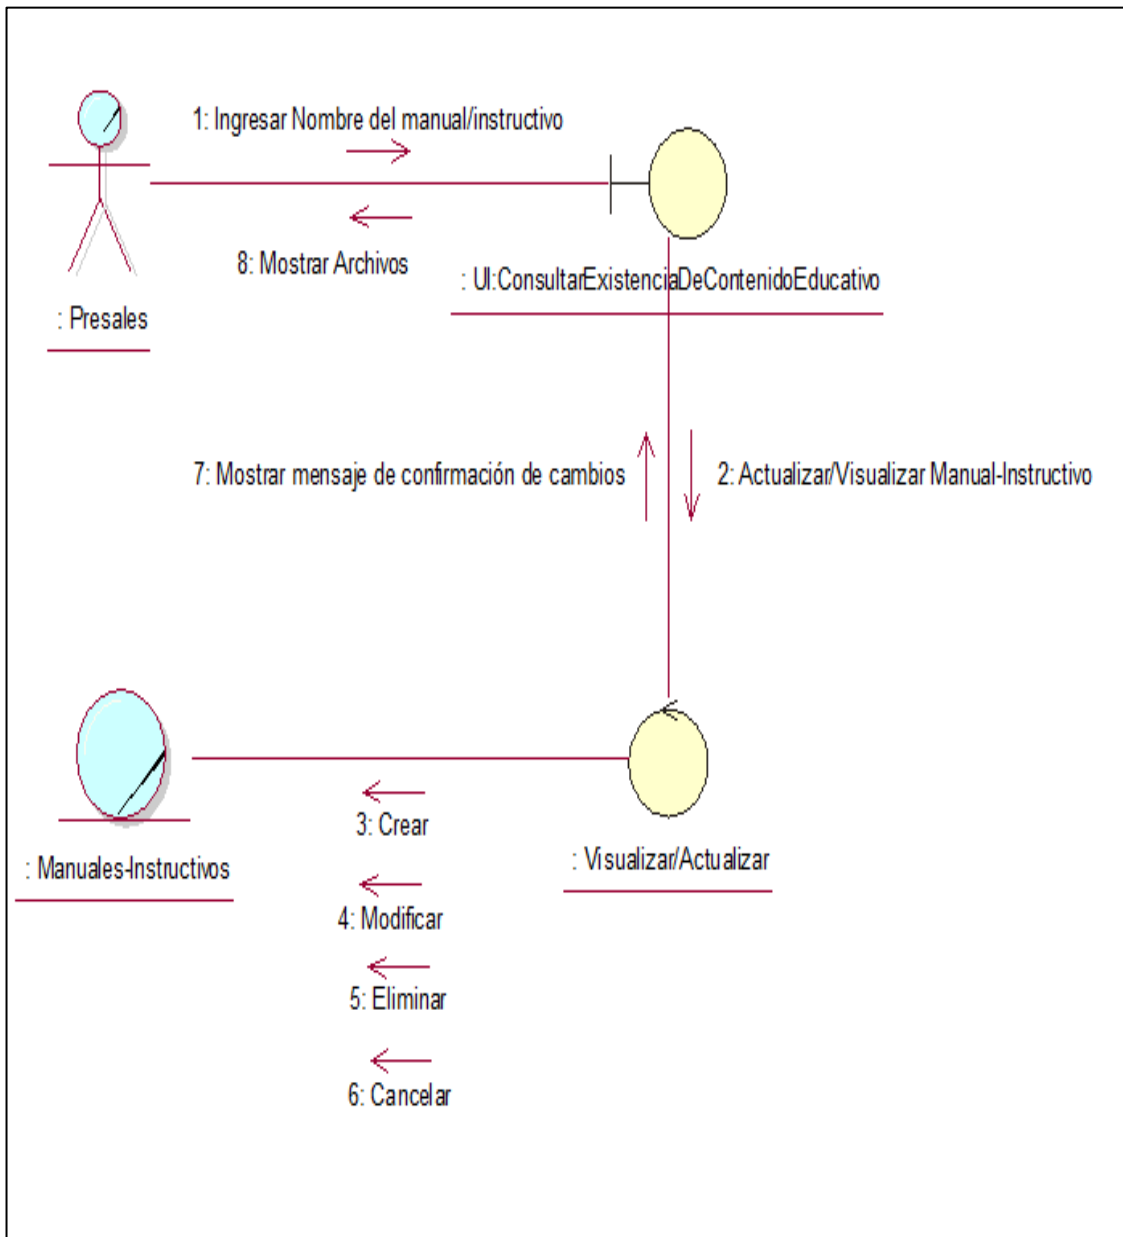 1: Ingresar Nombre del manual/instructivo
8: Mostrar Archivos
: UI:ConsultarExistenciaDeContenidoEducativo
: Presales
7: Mostrar mensaje de confirmación de cambios
2: Actualizar/Visualizar Manual-Instructivo
3: Crear
: Manuales-Instructivos
: Visualizar/Actualizar
4: Modificar
5: Eliminar
6: Cancelar